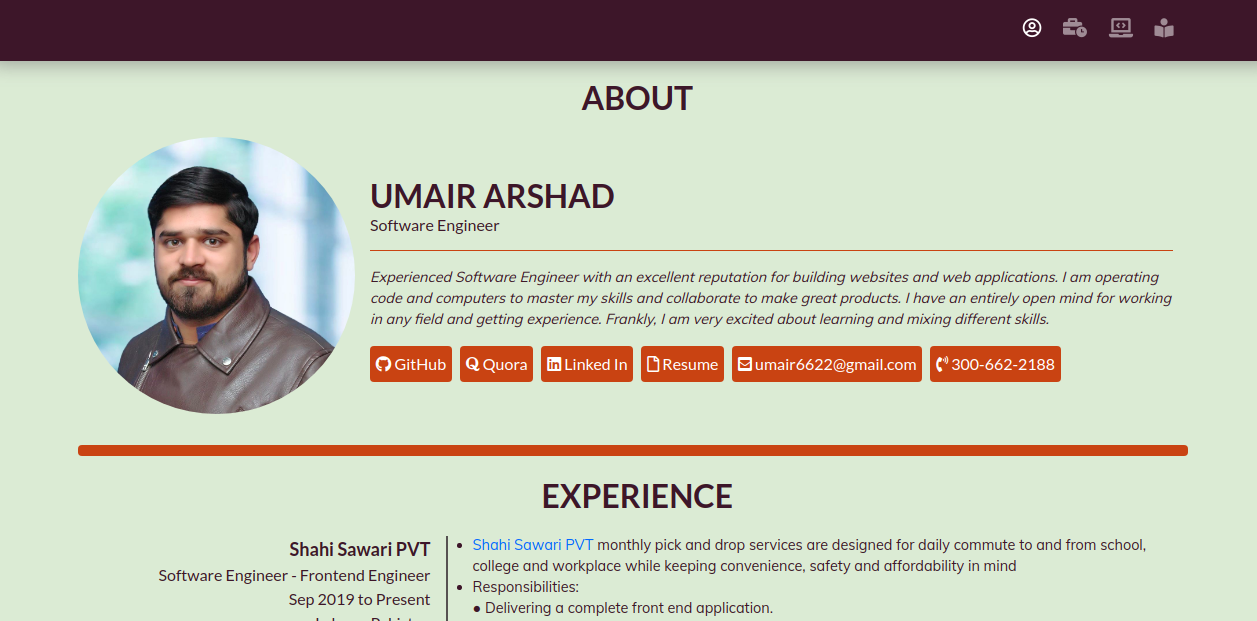 ABOUT
UMAIR ARSHAD
Software Engineer
Experienced Software Engineer with an excellent reputation for building websites and web applications. I am operating
code and computers to master my skills and collaborate to make great products. I have an entirely open mind for working
in any field and getting experience. Frankly, I am very excited about learning and mixing different skills.
GitHub Quora Linked In Resume umair6622@gmail.com 300-662-2188
EXPERIENCE
Shahi Sawari PVT
Software Engineer - Frontend Engineer
Sep 2019 to Present
• Shahi Sawari PVT monthly pick and drop services are designed for daily commute to and from school,
college and workplace while keeping convenience, safety and affordability in mind
• Responsibilities:
● Delivering a complete front end application.